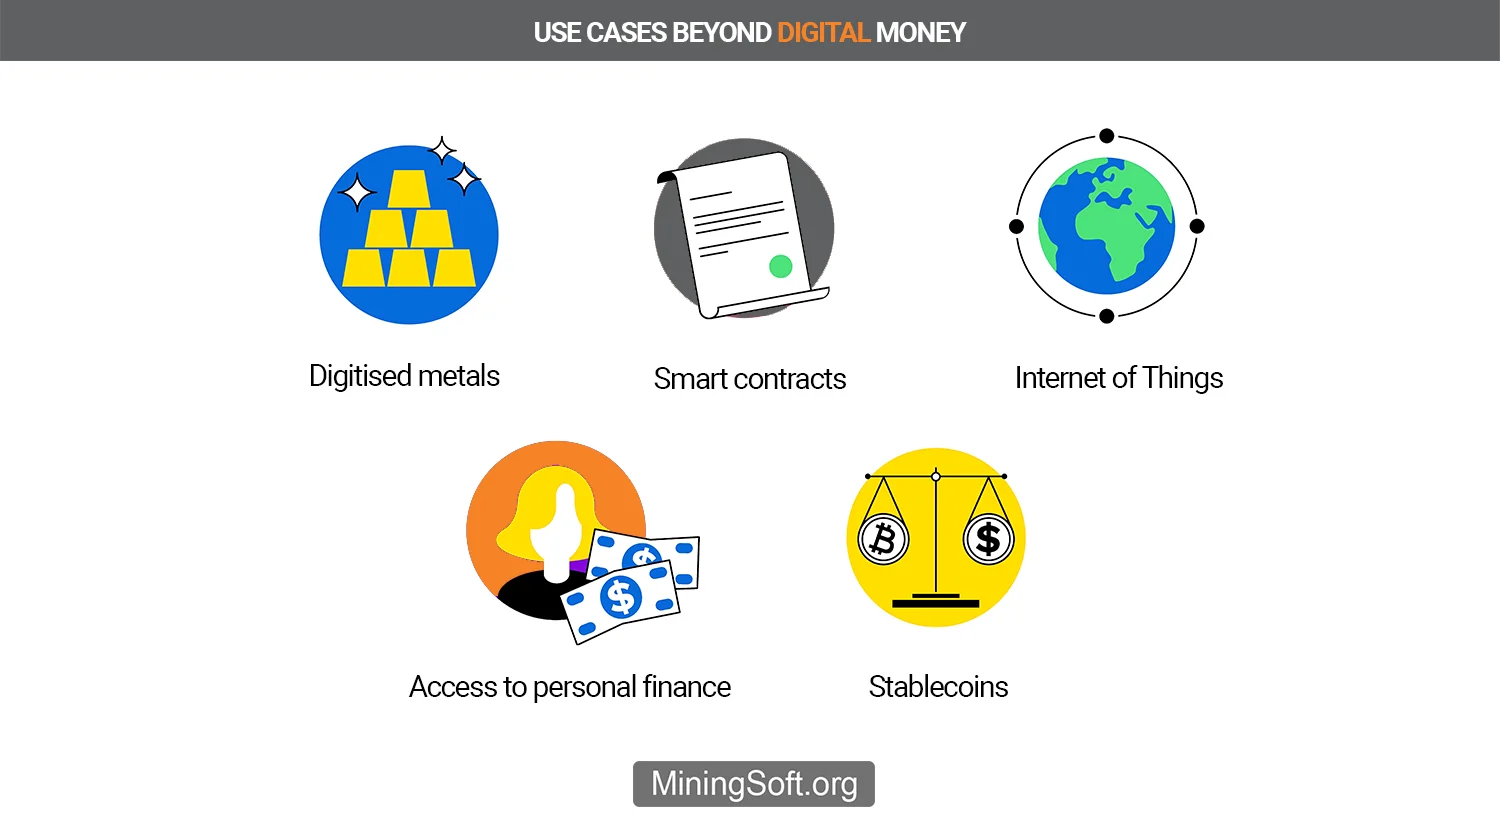 USE CASES BEYOND DIGITAL MONEY
Digitised metals
Smart contracts
Internet of Things
$
$
₿
$
Access to personal finance
Stablecoins
MiningSoft.org